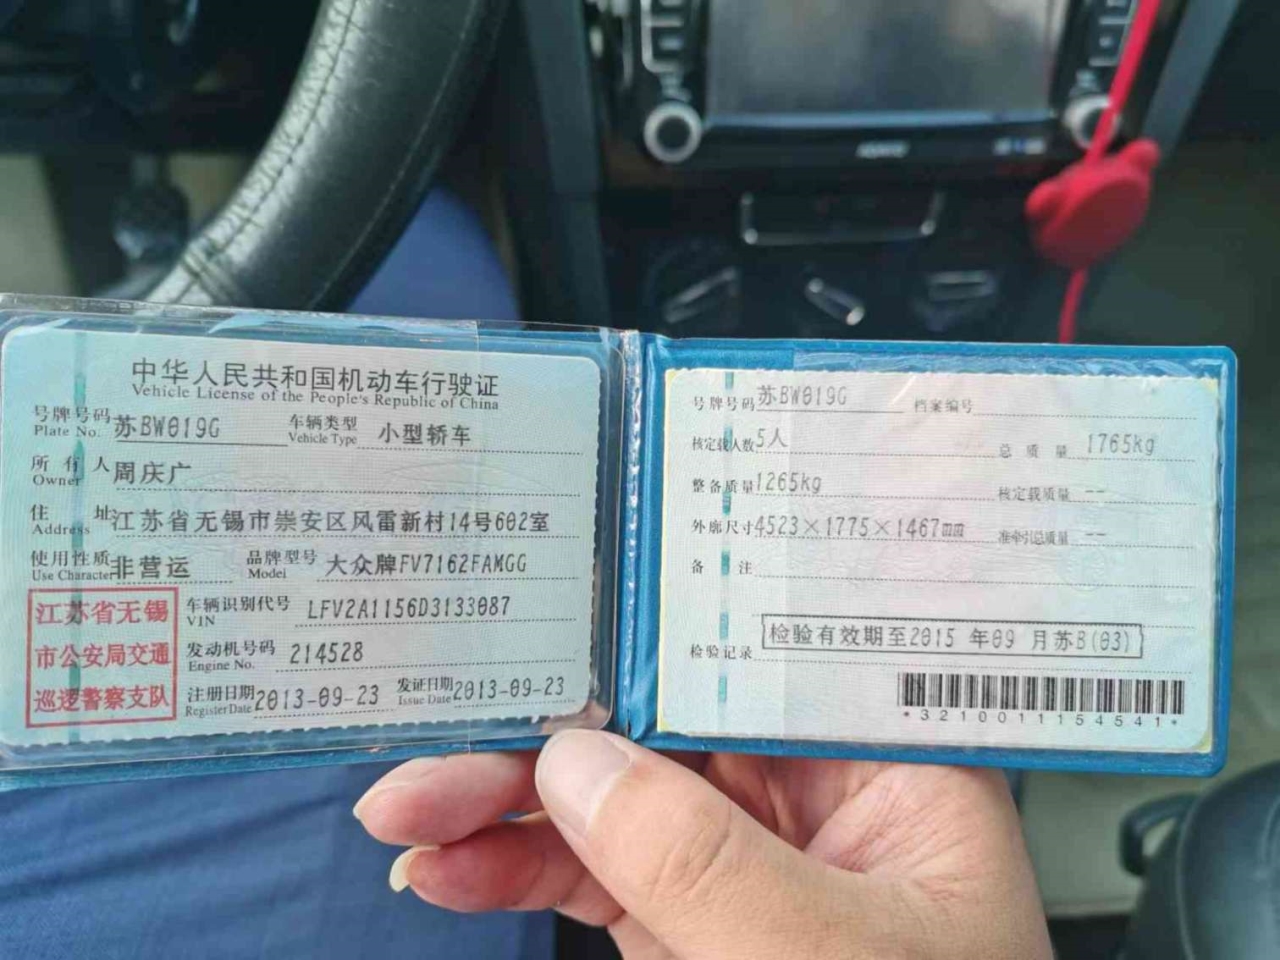 中华人民共和国机动车行驶证
Vehicle License of the People's Republic of China
号牌号码 苏BW019G 车辆类型 小型轿车
Plate No. Vehicle Type
所有人 周庆广
Owner
住址 江苏省无锡市崇安区风雷新村14号602室
Address
使用性质 非营运 品牌型号 大众牌FV7162FAMGG
Use Character Model
江苏省无锡
市公安局交通
巡逻警察支队
车辆识别代号 LFV2A1156D3133087
VIN
发动机号码 214528
Engine No.
注册日期 2013-09-23 发证日期 2013-09-23
Register Date Issue Date
号牌号码 苏BW019G 档案编号
核定载人数 5人 总质量 1765kg
整备质量 1265kg 核定载质量 --
外廓尺寸 4523×1775×1467mm 准牵引总质量 --
备注
检验有效期至2015 年09 月苏B(03)
检验记录
*3210011154541*